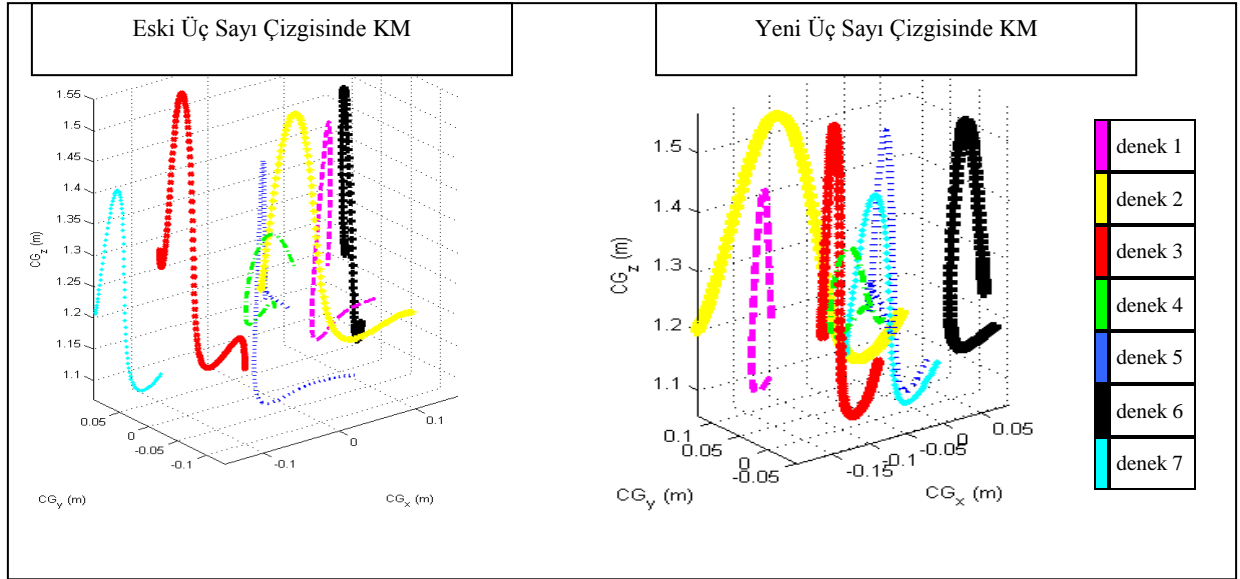 Eski Üç Sayı Çizgisinde KM
Yeni Üç Sayı Çizgisinde KM
1.55
1.5
1.45
1.4
1.35
1.3
1.25
1.2
1.15
1.1
CGz (m)
0.05
0
-0.05
-0.1
CGy (m)
-0.1
0
0.1
CGx (m)
1.5
1.4
1.3
1.2
1.1
CGz (m)
0.1
0.05
0
-0.05
CGy (m)
-0.15
-0.1
-0.05
0
0.05
CGx (m)
denek 1
denek 2
denek 3
denek 4
denek 5
denek 6
denek 7